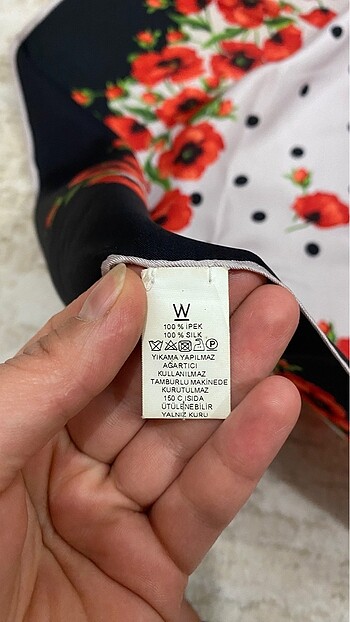 W
100 % İPEK
100 % SILK
P
YIKAMA YAPILMAZ
AĞARTICI
KULLANILMAZ
TAMBURLU MAKİNEDE
KURUTULMAZ
150 C ISIDA
ÜTÜLENEBİLİR
YALNIZ KURU